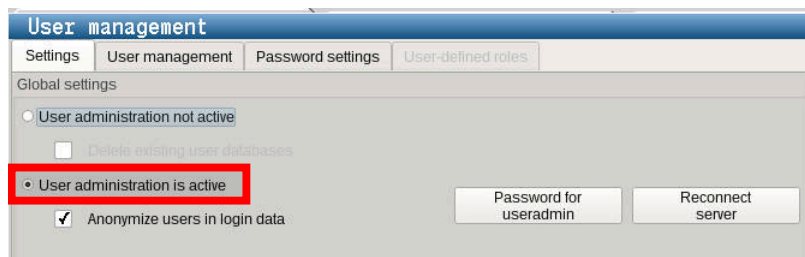 User management
Settings User management Password settings User-defined roles
Global settings
User administration not active
Delete existing user databases
User administration is active
Password for useradmin
Reconnect server
Anonymize users in login data